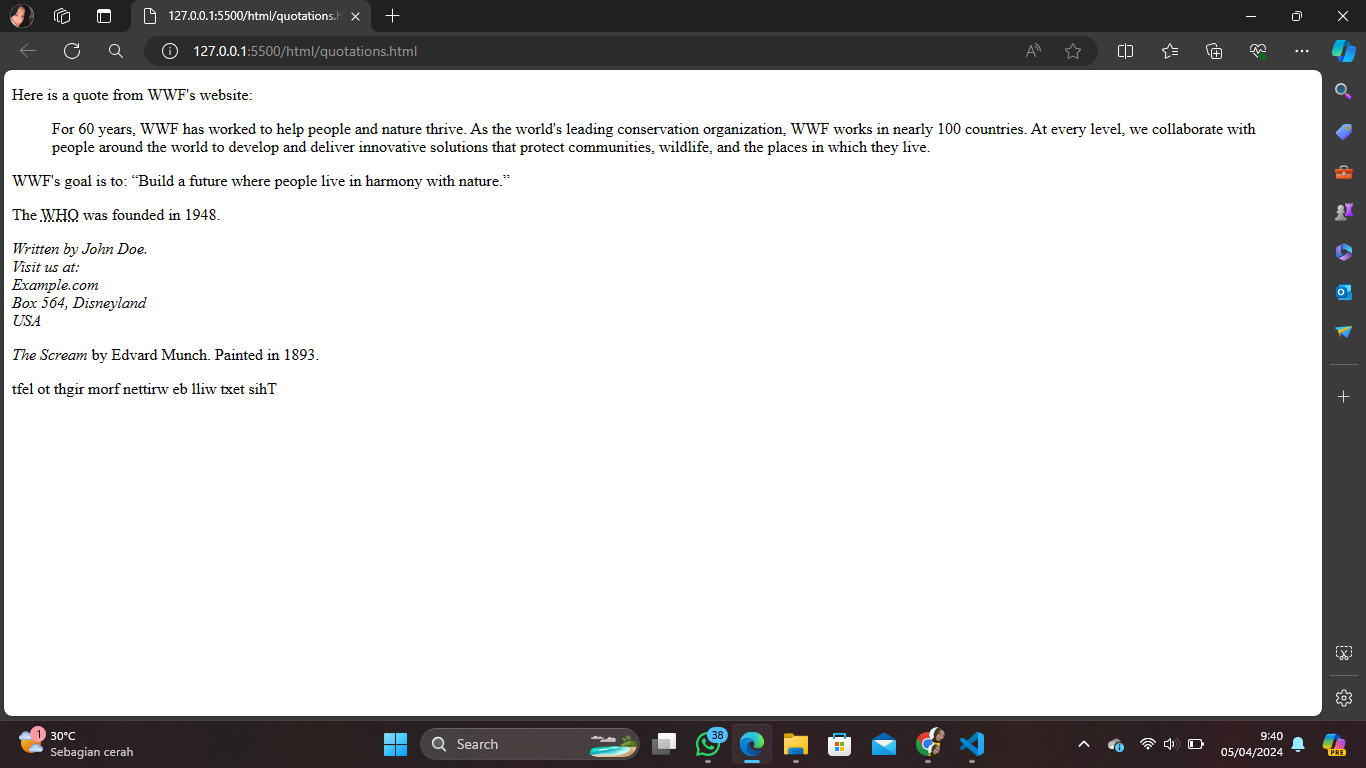 127.0.0.1:5500/html/quotations.h
127.0.0.1:5500/html/quotations.html
Here is a quote from WWF's website:
For 60 years, WWF has worked to help people and nature thrive. As the world's leading conservation organization, WWF works in nearly 100 countries. At every level, we collaborate with
people around the world to develop and deliver innovative solutions that protect communities, wildlife, and the places in which they live.
WWF's goal is to: “Build a future where people live in harmony with nature.”
The WHO was founded in 1948.
Written by John Doe.
Visit us at:
Example.com
Box 564, Disneyland
USA
The Scream by Edvard Munch. Painted in 1893.
tfel ot thgir morf nettirw eb lliw txet sihT
1
30°C
Sebagian cerah
Search
38
9:40
05/04/2024
PRE